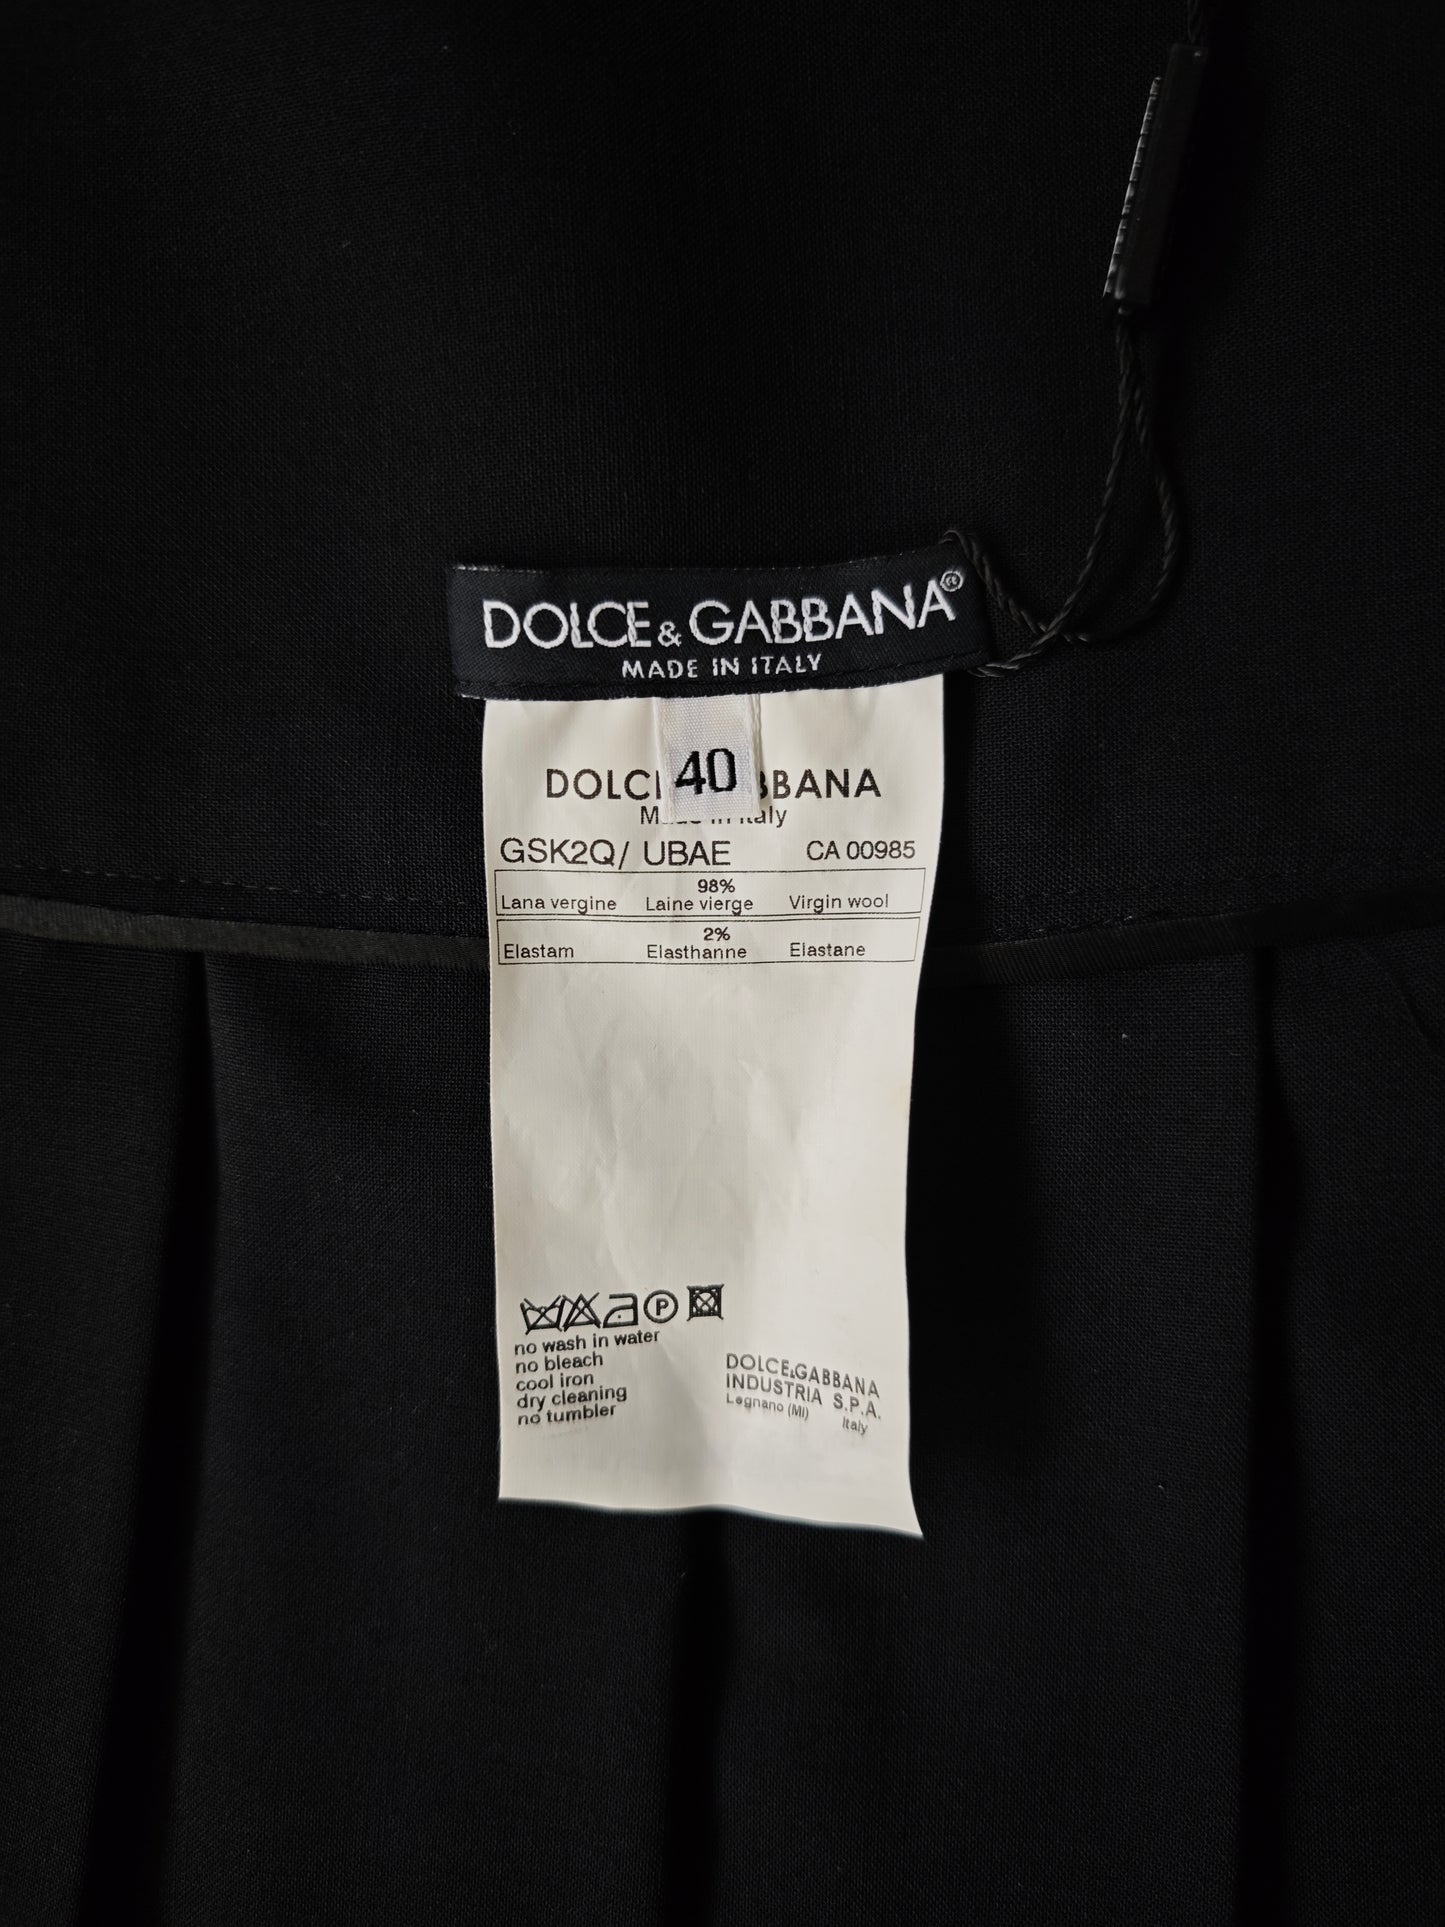 DOLCE & GABBANA®
MADE IN ITALY
40
GSK2Q/ UBAE CA 00985
98%
Lana vergine Laine vierge Virgin wool
2%
Elastam Elasthanne Elastane
P
no wash in water
no bleach
cool iron
dry cleaning
no tumbler
DOLCE&GABBANA
INDUSTRIA S.P.A.
Legnano (MI) Italy